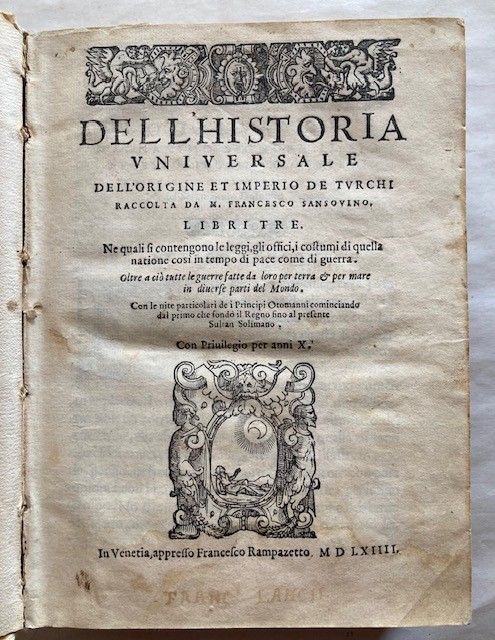 DELL'HISTORIA
VNIVERSALE
DELL'ORIGINE ET IMPERIO DE TVRCHI
RACCOLTA DA M. FRANCESCO SANSOVINO,
LIBRI TRE.
Ne quali si contengono le leggi, gli offici, i costumi di quella
natione cosi in tempo di pace come di guerra.
Oltre a ciò tutte le guerre fatte da loro per terra & per mare
in diuerse parti del Mondo.
Con le uite particolari de i Principi Otomanni cominciando
dal primo che fondò il Regno fino al presente
Sultan Solimano.
Con Priuilegio per anni X.
In Venetia, appresso Francesco Rampazetto. M D LXIIII.